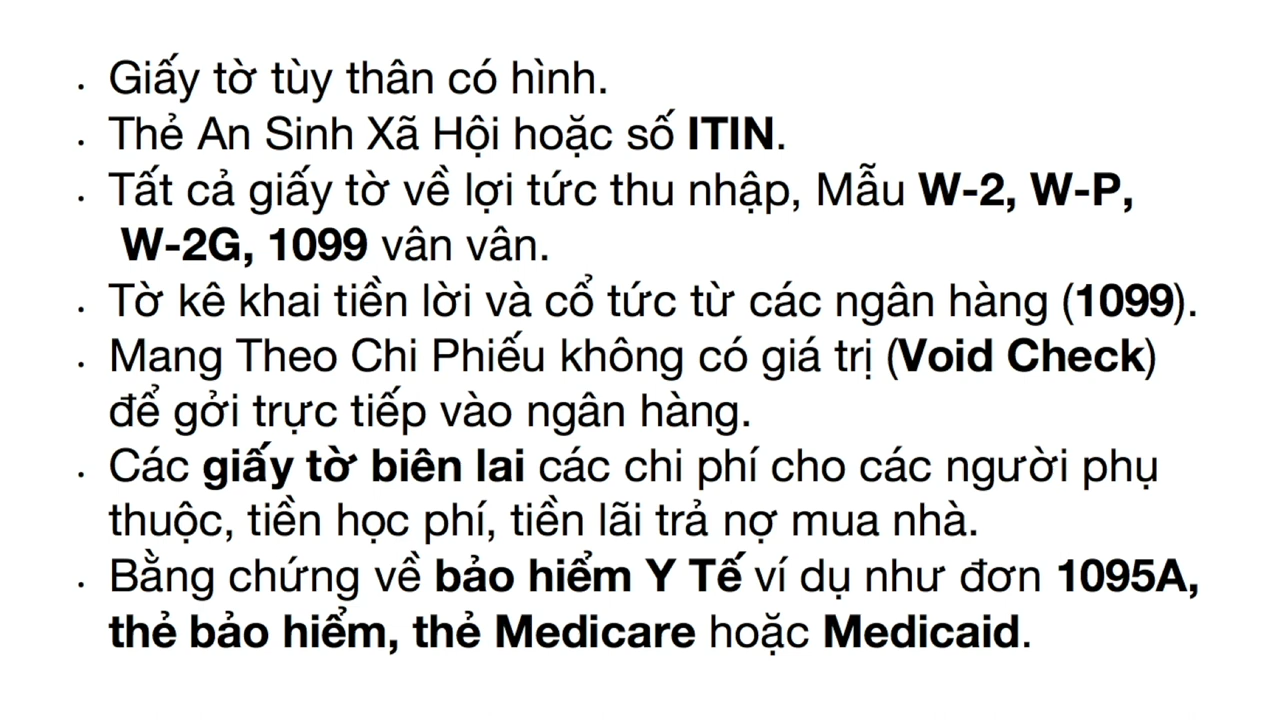 · Giấy tờ tùy thân có hình.
· Thẻ An Sinh Xã Hội hoặc số ITIN.
· Tất cả giấy tờ về lợi tức thu nhập, Mẫu W-2, W-P,
W-2G, 1099 vân vân.
· Tờ kê khai tiền lời và cổ tức từ các ngân hàng (1099).
· Mang Theo Chi Phiếu không có giá trị (Void Check)
để gởi trực tiếp vào ngân hàng.
· Các giấy tờ biên lai các chi phí cho các người phụ
thuộc, tiền học phí, tiền lãi trả nợ mua nhà.
· Bằng chứng về bảo hiểm Y Tế ví dụ như đơn 1095A,
thẻ bảo hiểm, thẻ Medicare hoặc Medicaid.